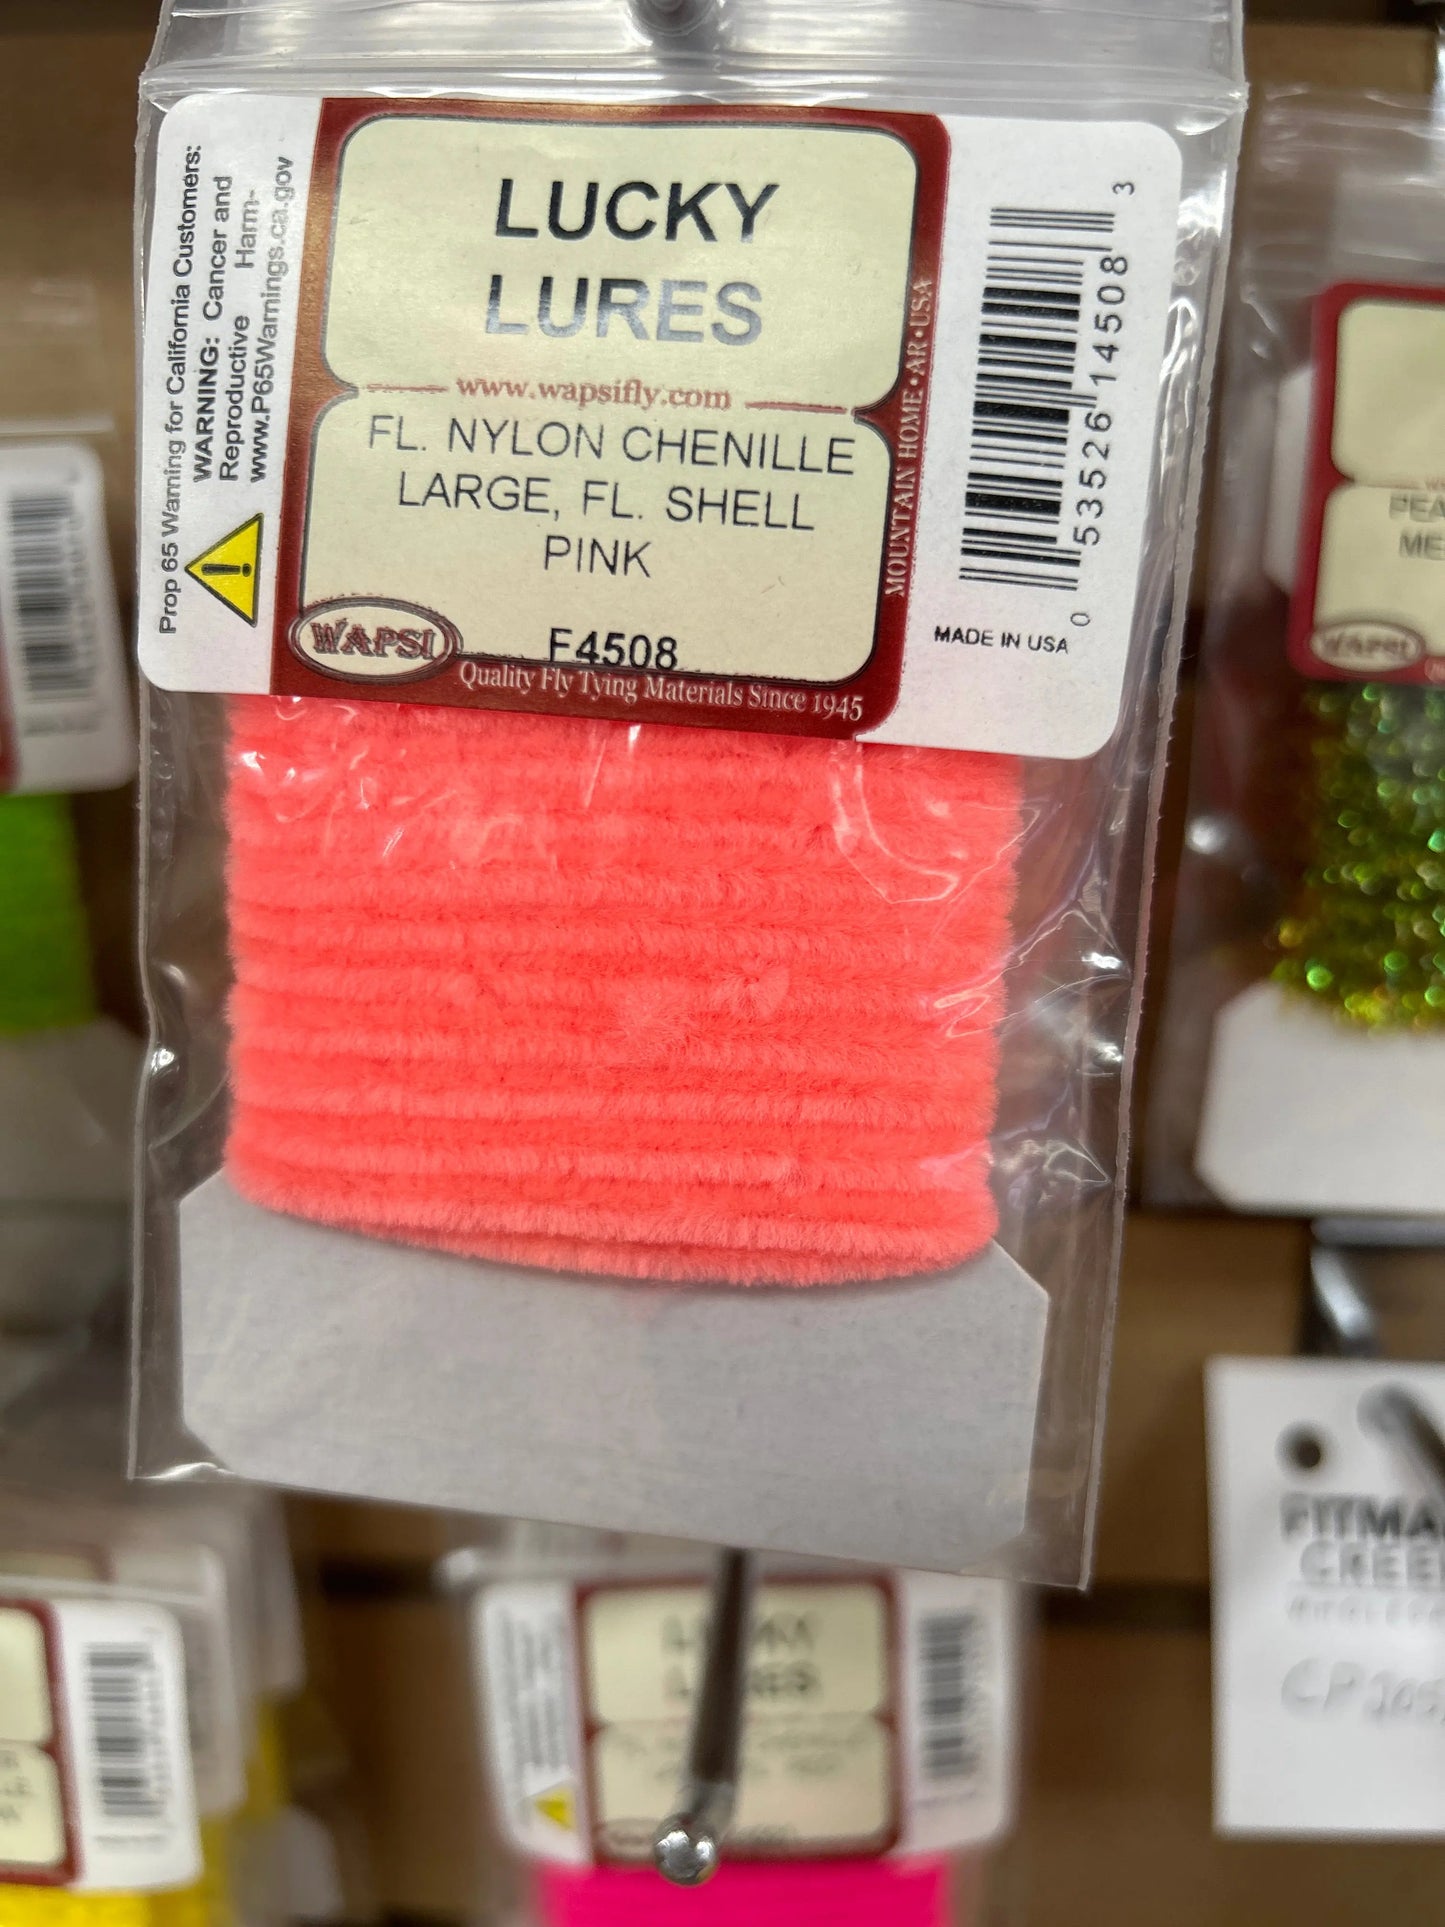 Prop 65 Warning for California Customers:
WARNING: Cancer and
Reproductive Harm-
www.P65Warnings.ca.gov
LUCKY
LURES
www.wapsifly.com
FL. NYLON CHENILLE
LARGE, FL. SHELL
PINK
F4508
WAPSI
Quality Fly Tying Materials Since 1945
MOUNTAIN HOME • AR • USA
0 53526 14508 3
MADE IN USA
WAPSI
LURES